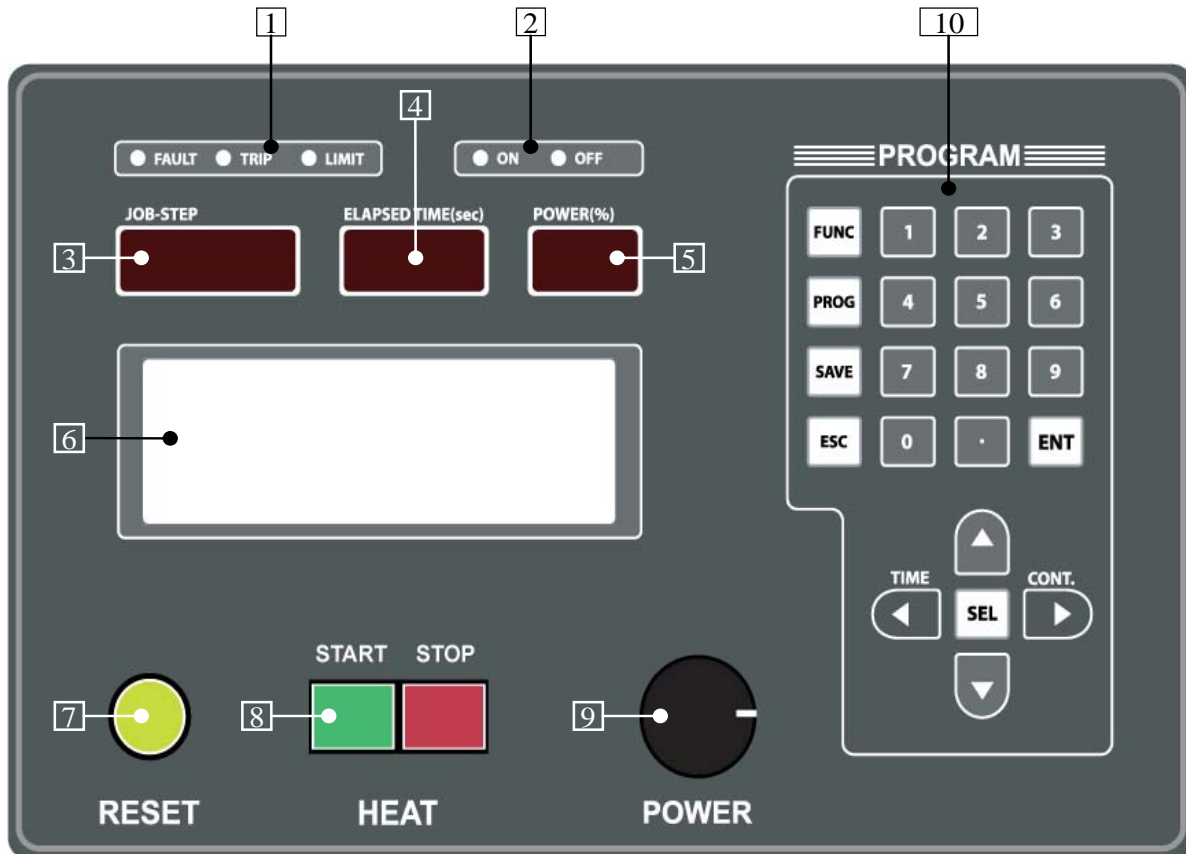 1
2
10
4
FAULT TRIP LIMIT
ON OFF
PROGRAM
JOB-STEP
ELAPSED TIME(sec)
POWER(%)
3
5
FUNC 1 2 3
PROG 4 5 6
SAVE 7 8 9
6
ESC 0 . ENT
TIME
CONT.
SEL
START STOP
7
8
9
RESET
HEAT
POWER